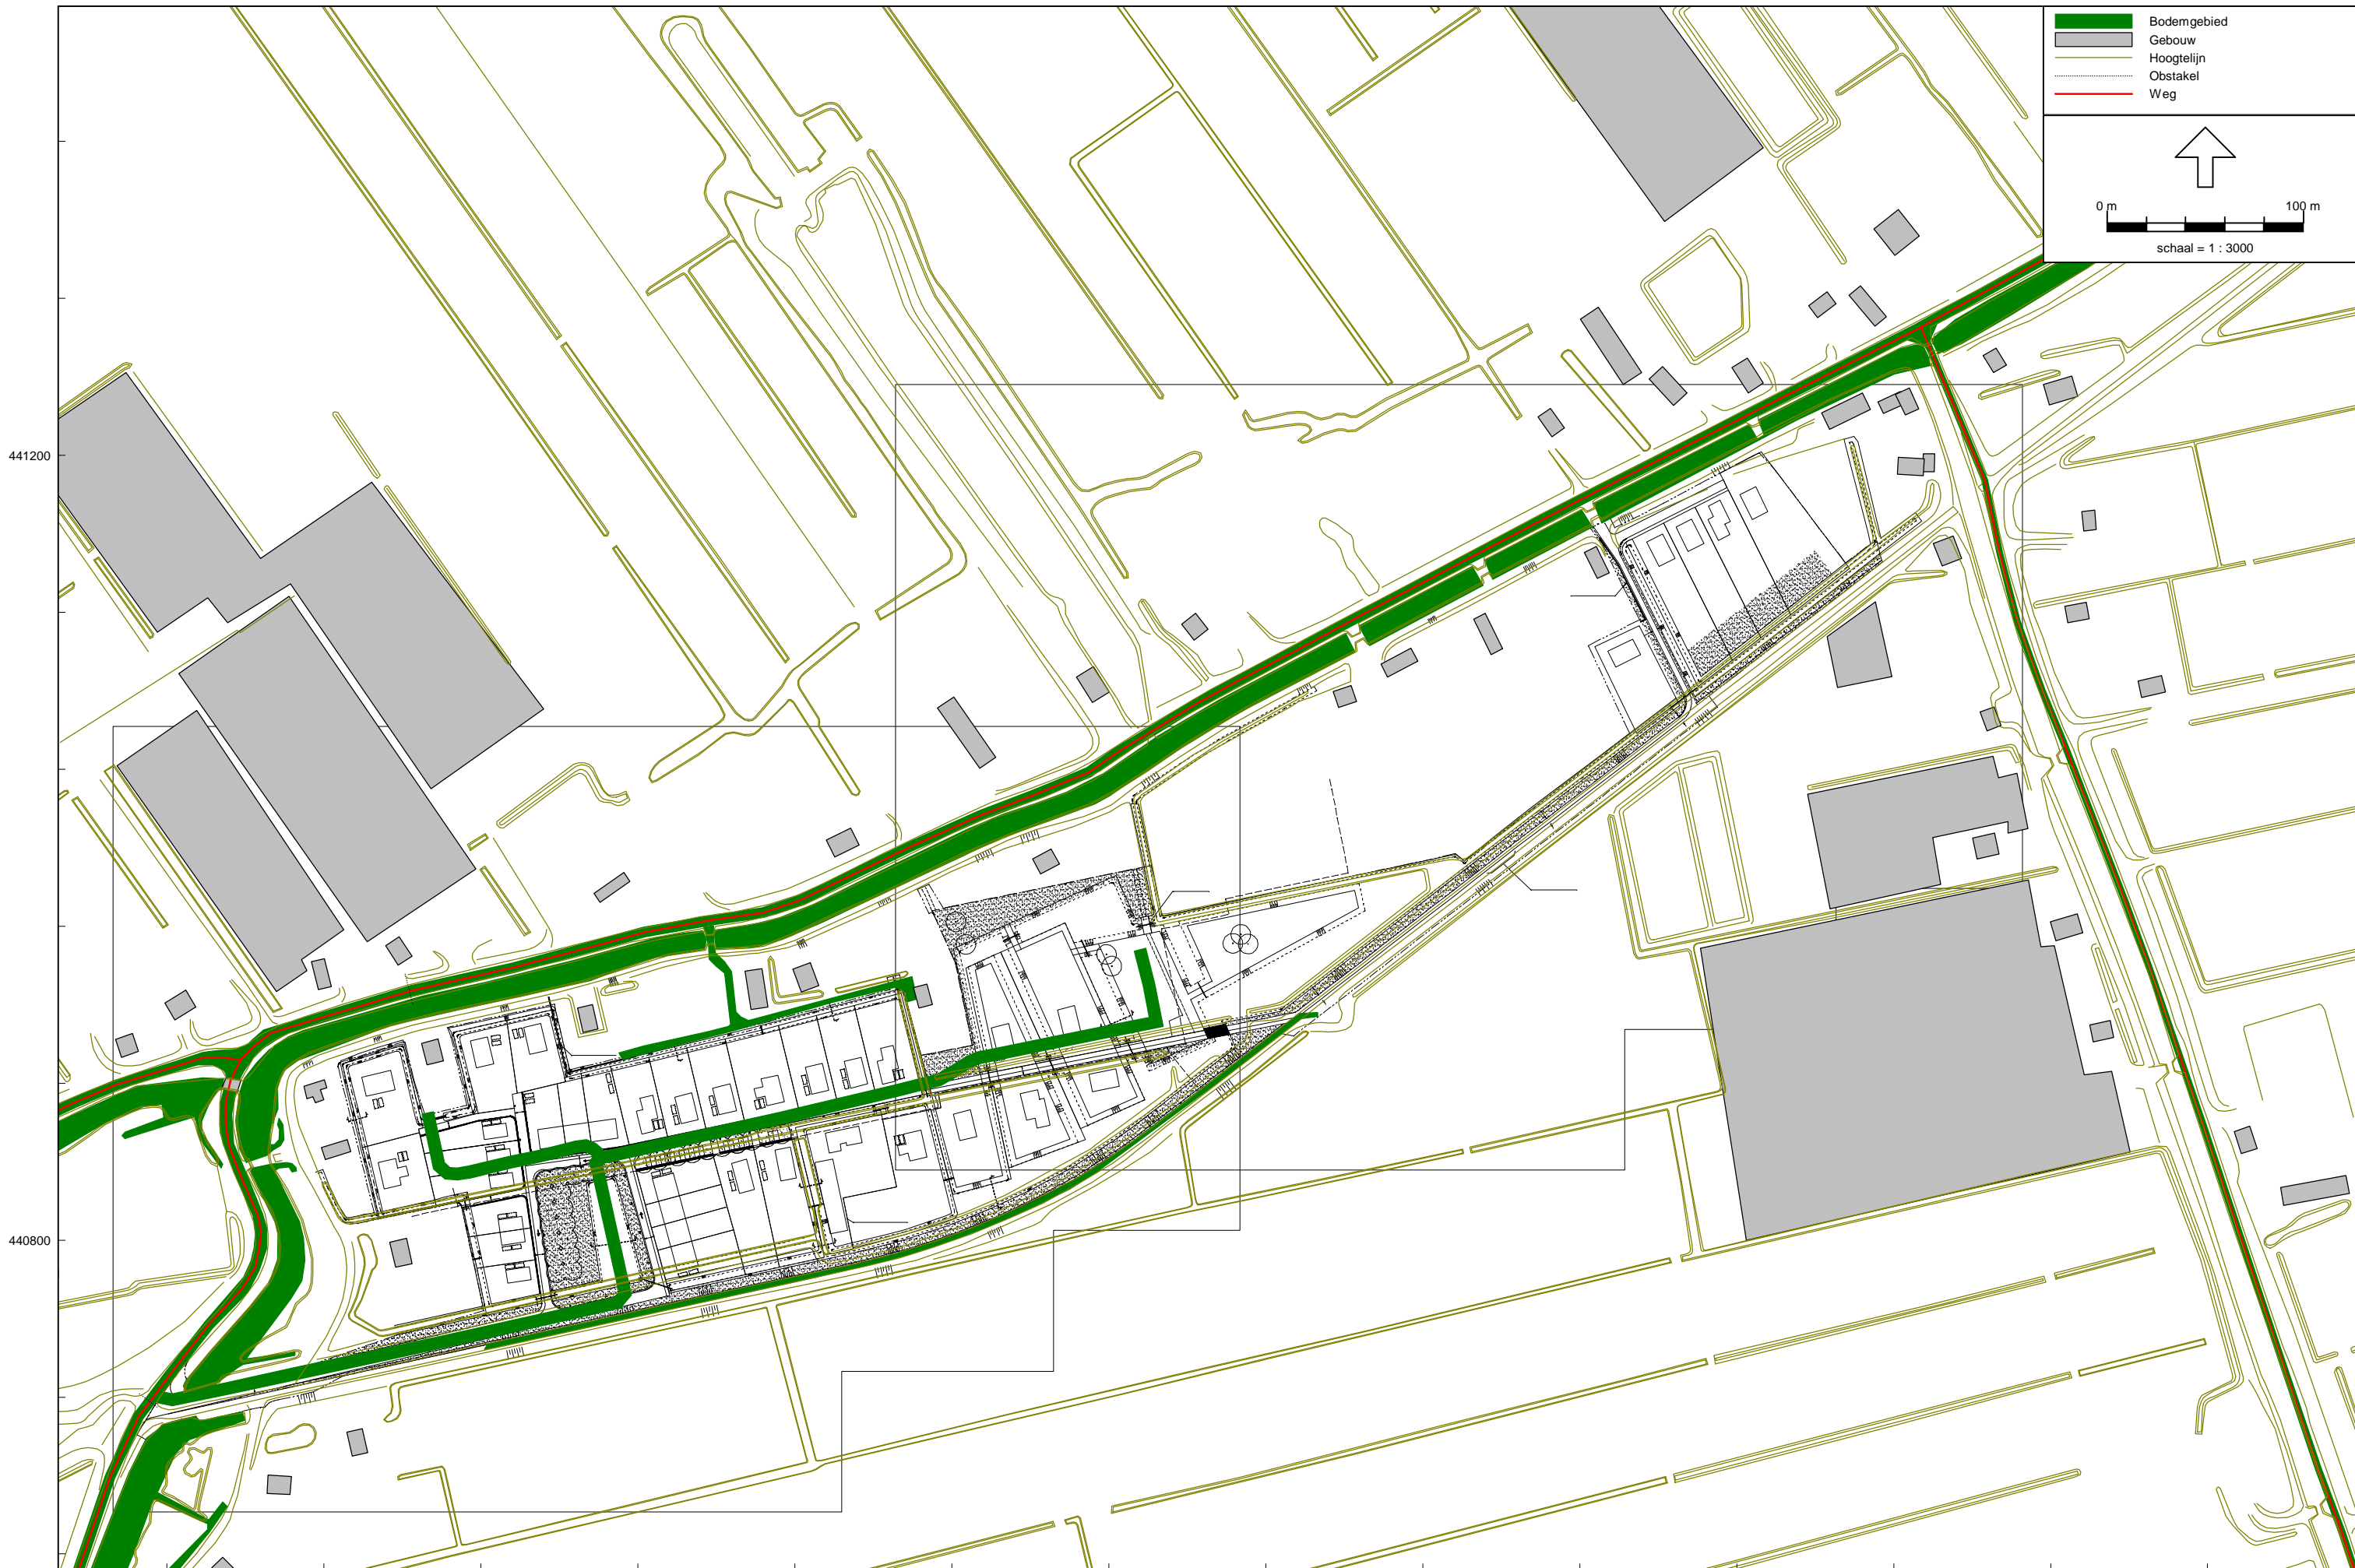 Bodemgebied
Gebouw
Hoogtelijn
Obstakel
Weg
0 m 100 m
schaal = 1 : 3000
441200
440800